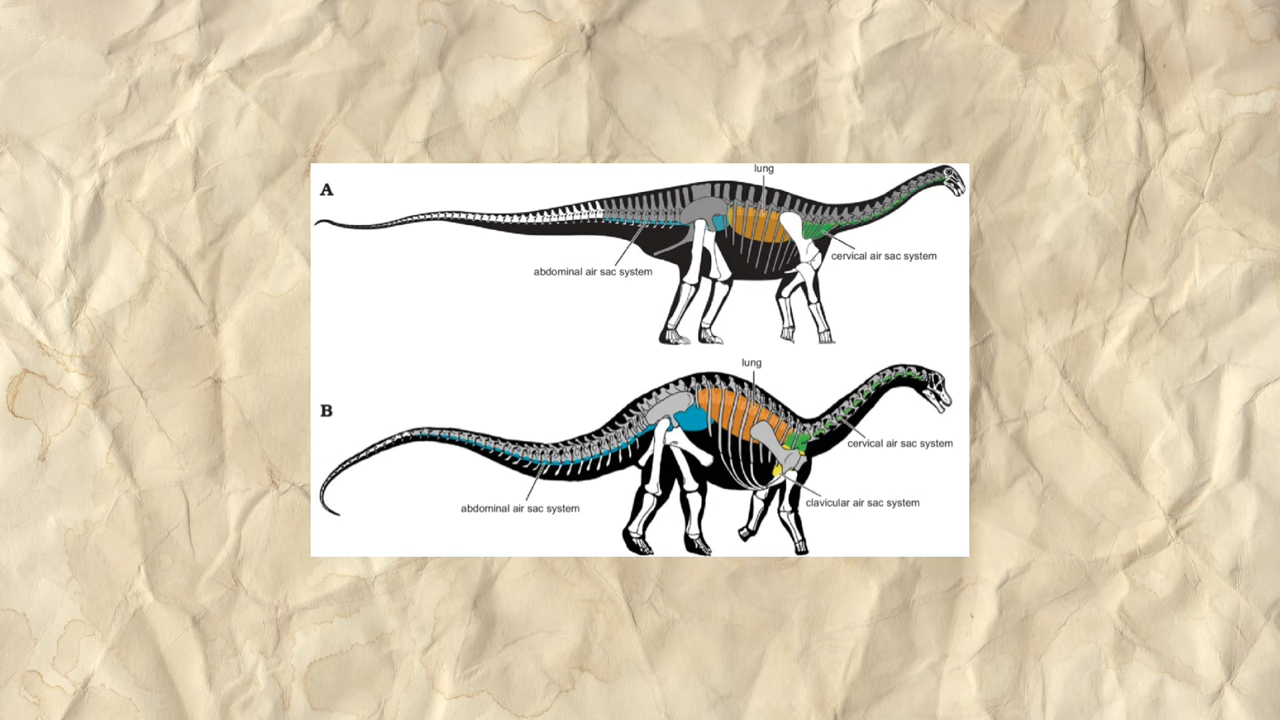 lung
A
cervical air sac system
abdominal air sac system
lung
B
cervical air sac system
clavicular air sac system
abdominal air sac system